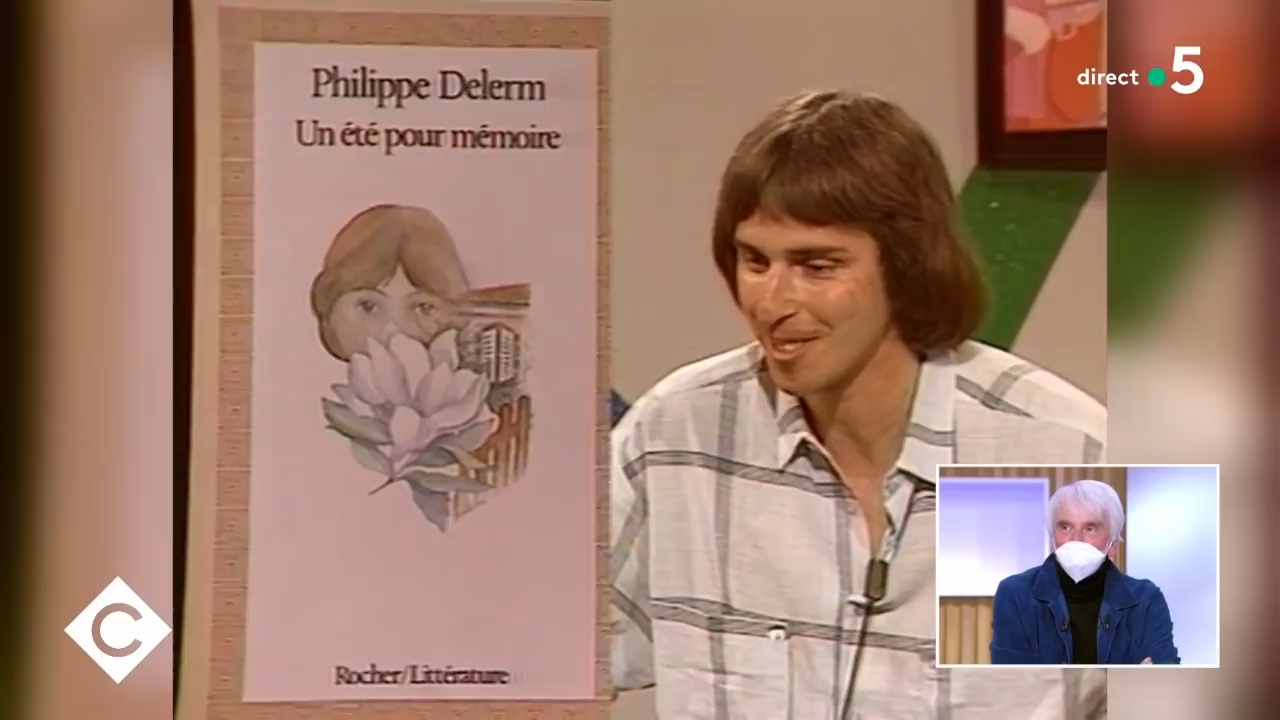 Philippe Delerm
Un été pour mémoire
Rocher/Littérature
direct 5
C